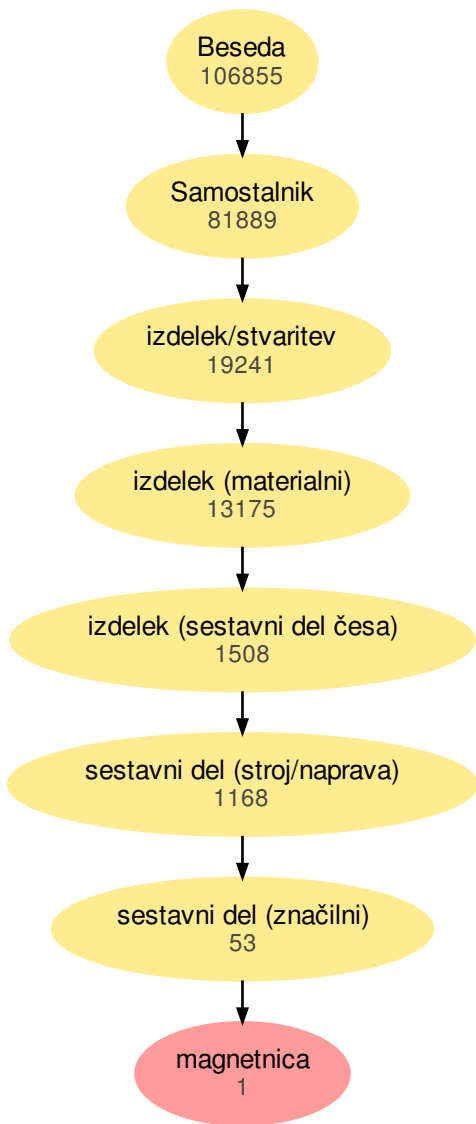 Beseda
106855
Samostalnik
81889
izdelek/stvaritev
19241
izdelek (materialni)
13175
izdelek (sestavni del česa)
1508
sestavni del (stroj/naprava)
1168
sestavni del (značilni)
53
magnetnica
1